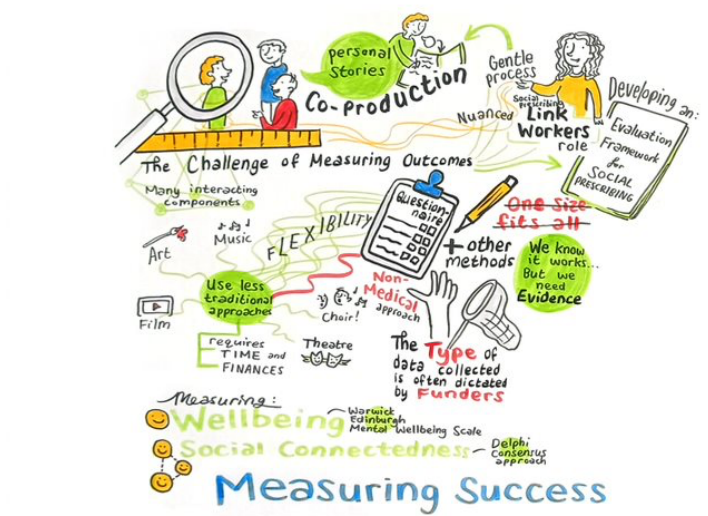 personal
stories
Co-production
Gentle
process
Nuanced
Social
Prescribing
Link
Workers
role
Developing an:
Evaluation
Framework
for
SOCIAL
PRESCRIBING
The Challenge of Measuring Outcomes
Many interacting
components
Art
Music
FLEXIBILITY
Question-
naire
One size
fits all
+ other
methods
We know
it works...
But we
need
Evidence
Use less
traditional
approaches
Non-
Medical
approach
Film
Choir!
requires
TIME and
FINANCES
Theatre
The Type of
data collected
is often dictated
by Funders
Measuring:
Wellbeing
Warwick
Edinburgh
Mental Wellbeing Scale
Social Connectedness
Delphi
Consensus
approach
Measuring Success